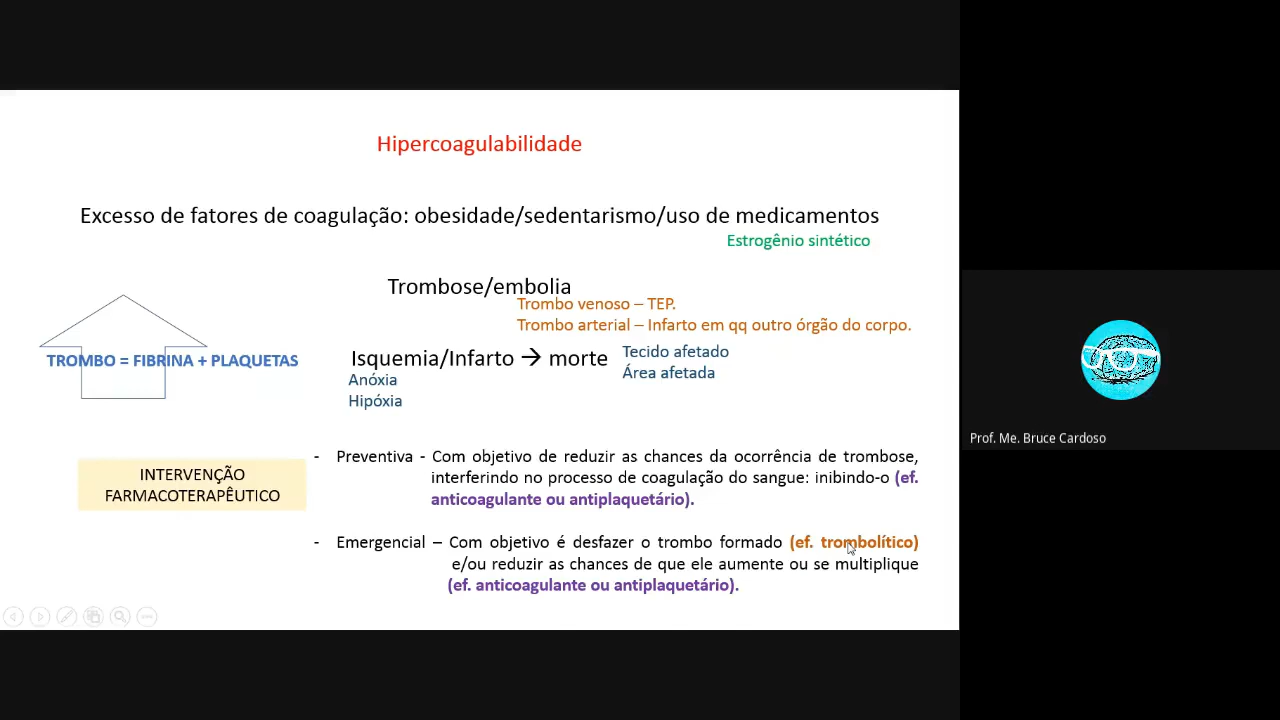 Hipercoagulabilidade
Excesso de fatores de coagulação: obesidade/sedentarismo/uso de medicamentos
Estrogênio sintético
Trombose/embolia
Trombo venoso – TEP.
Trombo arterial – Infarto em qq outro órgão do corpo.
TROMBO = FIBRINA + PLAQUETAS
Isquemia/Infarto → morte
Tecido afetado
Área afetada
Anóxia
Hipóxia
INTERVENÇÃO
FARMACOTERAPÊUTICO
- Preventiva - Com objetivo de reduzir as chances da ocorrência de trombose,
interferindo no processo de coagulação do sangue: inibindo-o (ef.
anticoagulante ou antiplaquetário).
- Emergencial – Com objetivo é desfazer o trombo formado (ef. trombolítico)
e/ou reduzir as chances de que ele aumente ou se multiplique
(ef. anticoagulante ou antiplaquetário).
Prof. Me. Bruce Cardoso